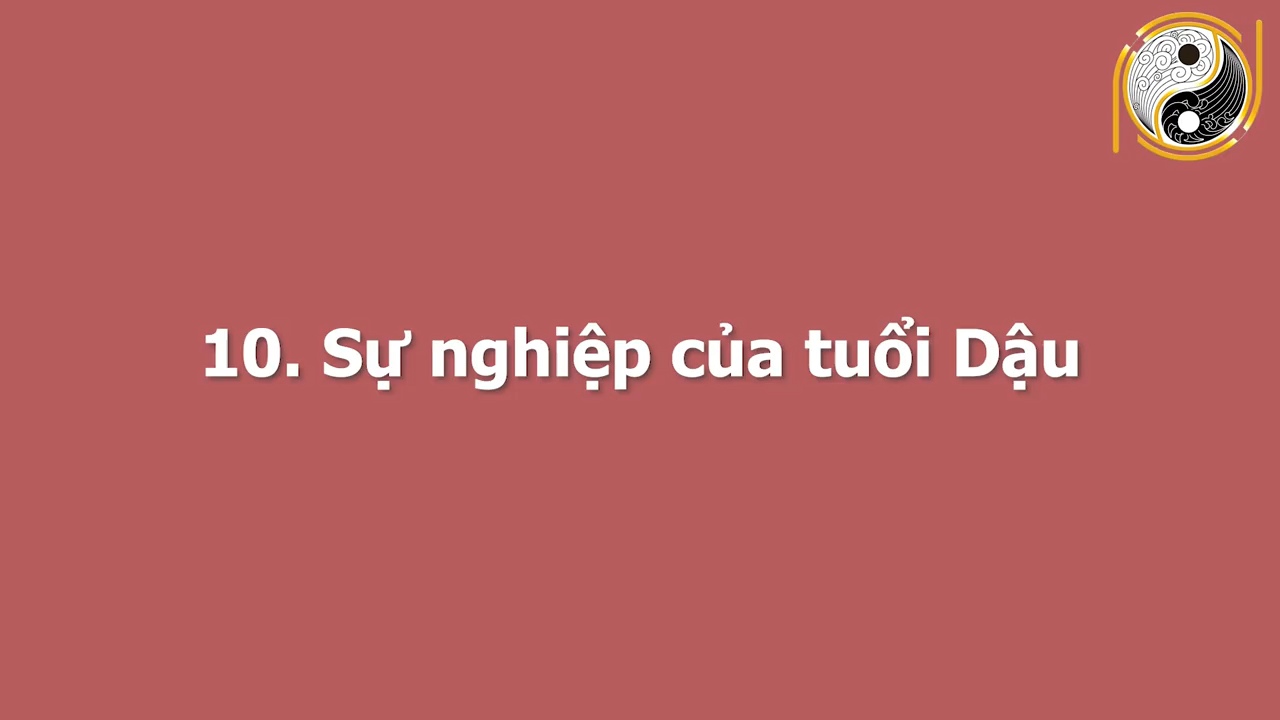 10. Sự nghiệp của tuổi Dậu